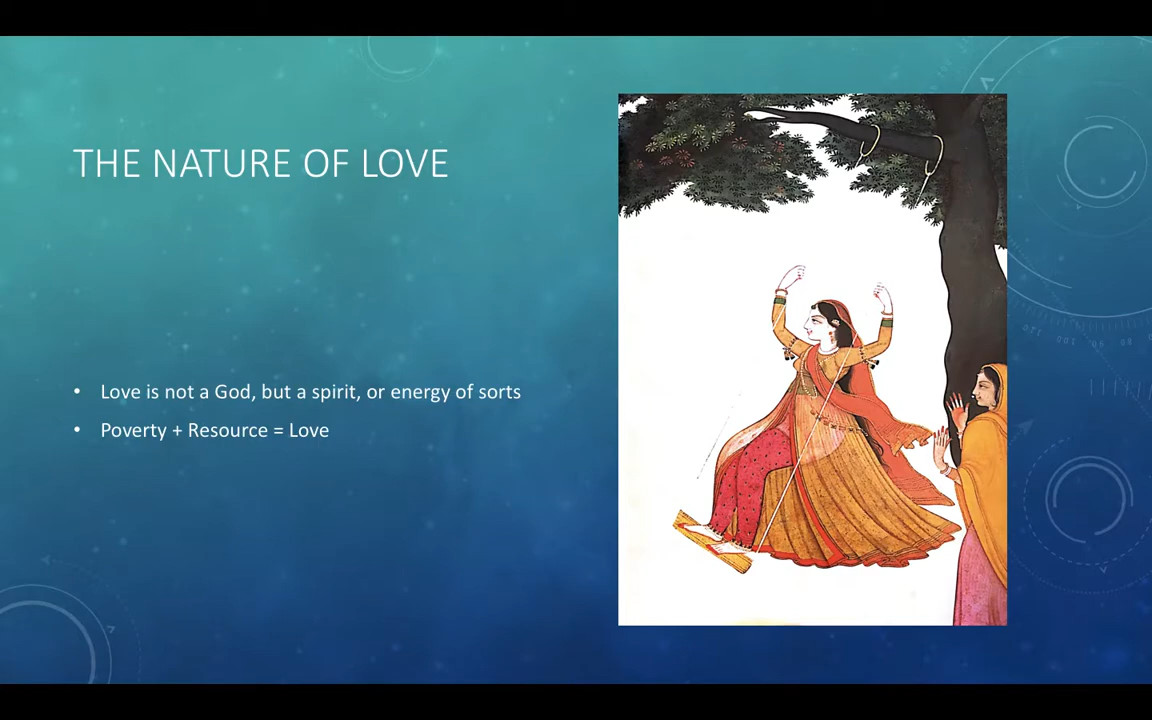 THE NATURE OF LOVE
• Love is not a God, but a spirit, or energy of sorts
• Poverty + Resource = Love